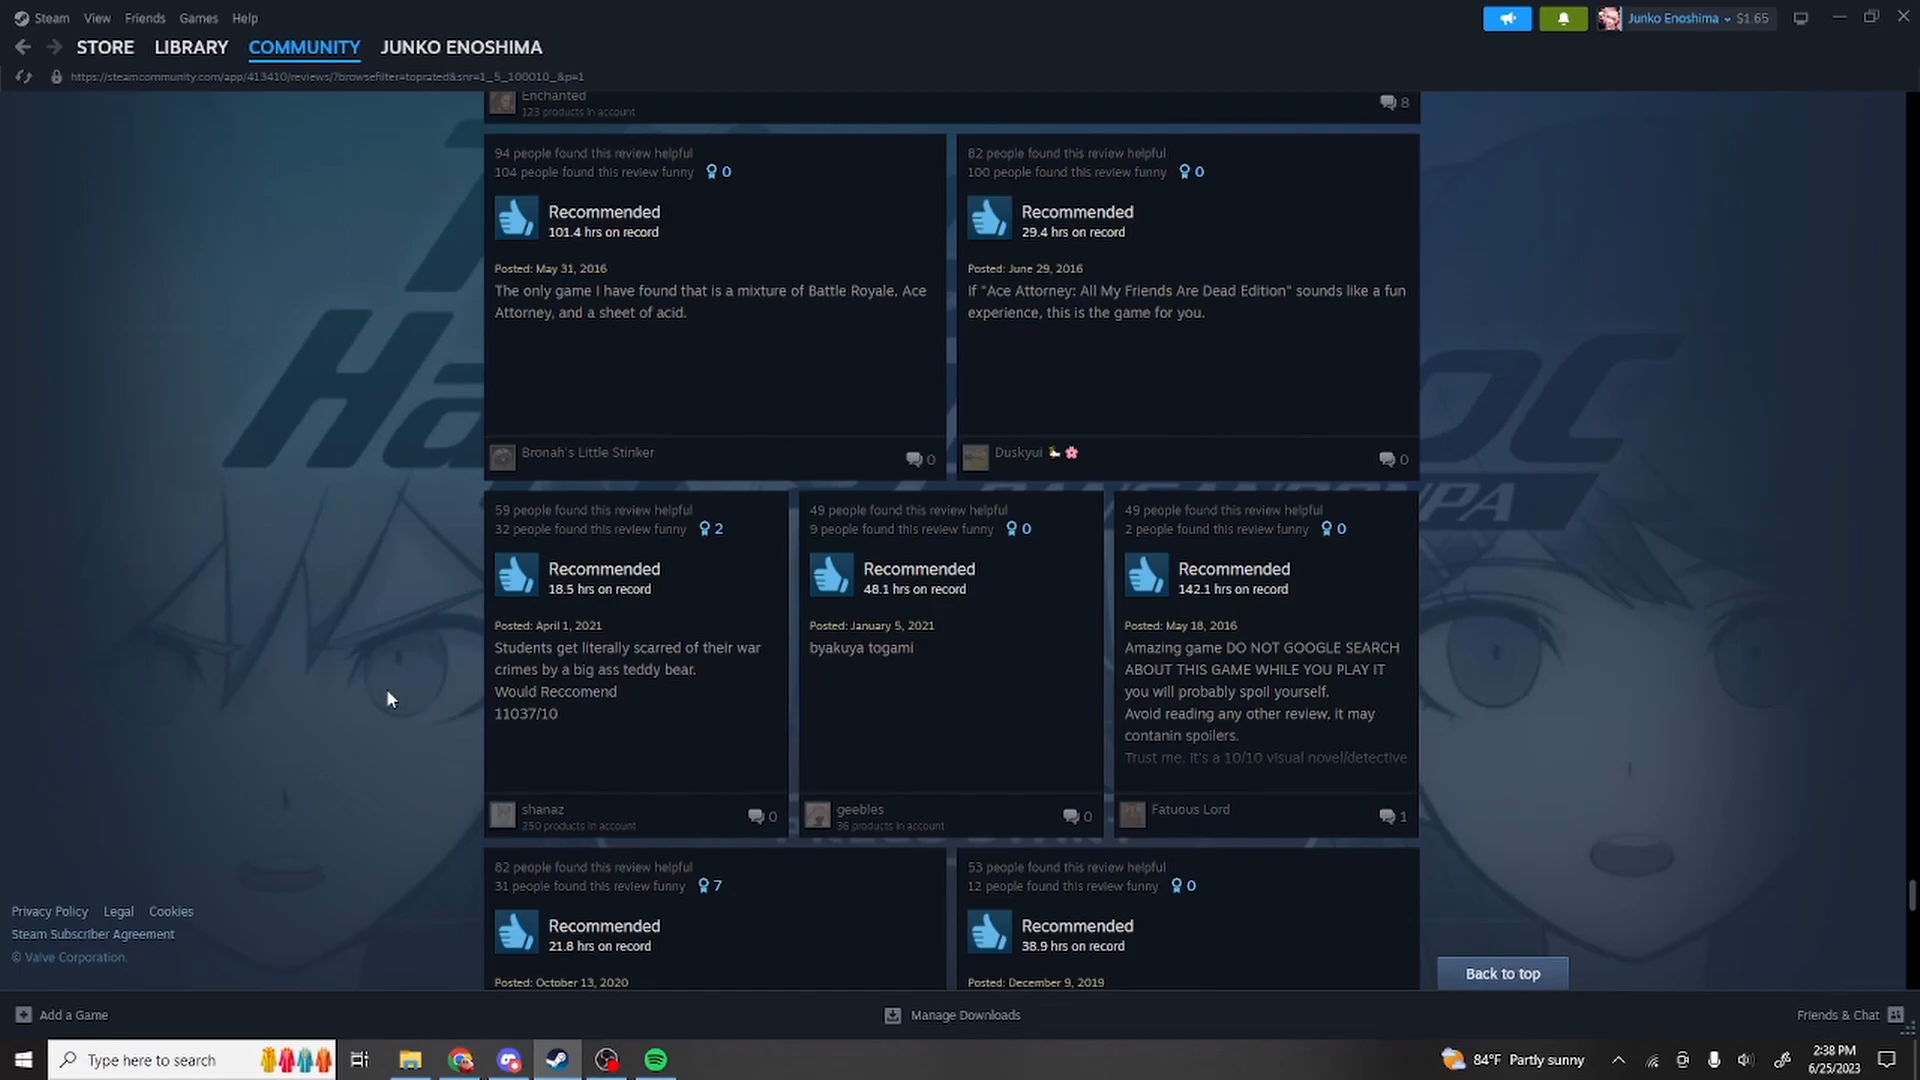 Steam View Friends Games Help
Junko Enoshima $1.65
STORE LIBRARY COMMUNITY JUNKO ENOSHIMA
https://steamcommunity.com/app/413410/reviews/?browsefilter=toprated&snr=1_5_100010_&p=1
Enchanted
123 products in account
8
94 people found this review helpful
104 people found this review funny 0
Recommended
101.4 hrs on record
Posted: May 31, 2016
The only game I have found that is a mixture of Battle Royale, Ace
Attorney, and a sheet of acid.
Bronah's Little Stinker
0
82 people found this review helpful
100 people found this review funny 0
Recommended
29.4 hrs on record
Posted: June 29, 2016
If "Ace Attorney: All My Friends Are Dead Edition" sounds like a fun
experience, this is the game for you.
Duskyui
0
59 people found this review helpful
32 people found this review funny 2
Recommended
18.5 hrs on record
Posted: April 1, 2021
Students get literally scarred of their war
crimes by a big ass teddy bear.
Would Reccomend
11037/10
shanaz
250 products in account
0
49 people found this review helpful
9 people found this review funny 0
Recommended
48.1 hrs on record
Posted: January 5, 2021
byakuya togami
geebles
36 products in account
0
49 people found this review helpful
2 people found this review funny 0
Recommended
142.1 hrs on record
Posted: May 18, 2016
Amazing game DO NOT GOOGLE SEARCH
ABOUT THIS GAME WHILE YOU PLAY IT
you will probably spoil yourself.
Avoid reading any other review, it may
contanin spoilers.
Trust me. It's a 10/10 visual novel/detective
Fatuous Lord
1
82 people found this review helpful
31 people found this review funny 7
Recommended
21.8 hrs on record
Posted: October 13, 2020
53 people found this review helpful
12 people found this review funny 0
Recommended
38.9 hrs on record
Posted: December 9, 2019
Privacy Policy Legal Cookies
Steam Subscriber Agreement
© Valve Corporation.
Back to top
Add a Game
Manage Downloads
Friends & Chat
Type here to search
84°F Partly sunny
2:38 PM
6/25/2023